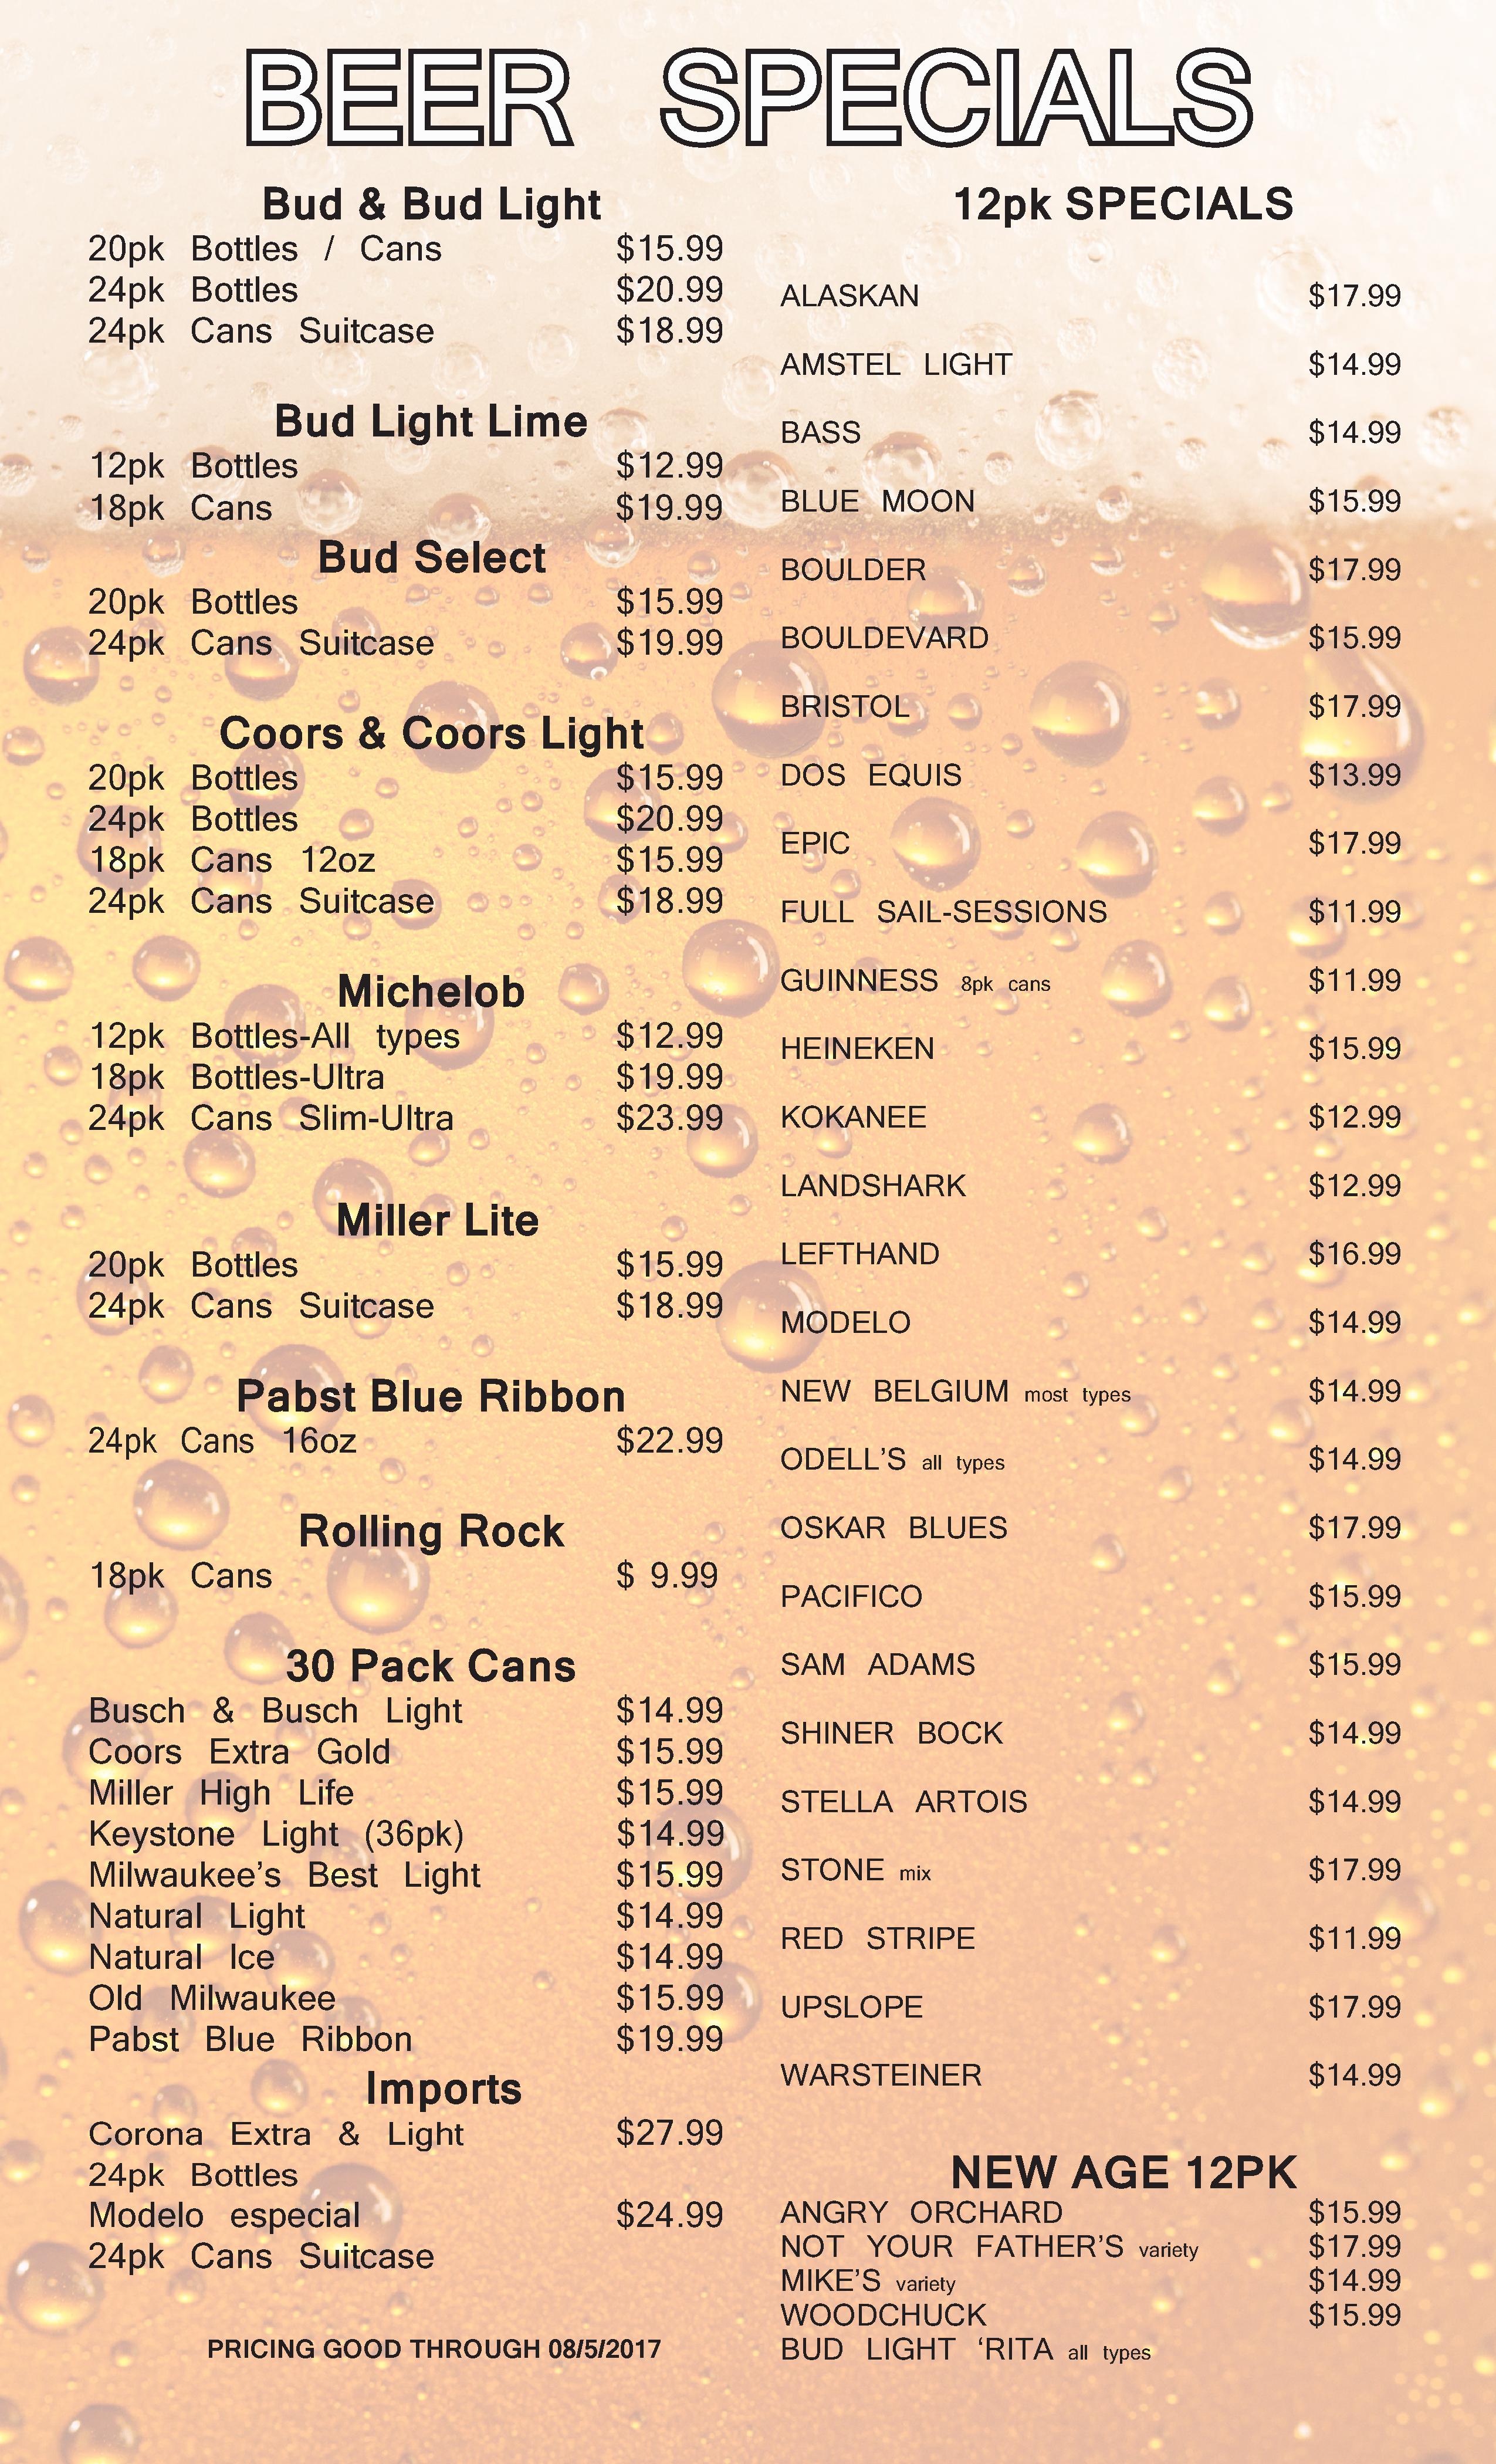 BEER SPECIALS
Bud & Bud Light
20pk Bottles / Cans $15.99
24pk Bottles $20.99
24pk Cans Suitcase $18.99
Bud Light Lime
12pk Bottles $12.99
18pk Cans $19.99
Bud Select
20pk Bottles $15.99
24pk Cans Suitcase $19.99
Coors & Coors Light
20pk Bottles $15.99
24pk Bottles $20.99
18pk Cans 12oz $15.99
24pk Cans Suitcase $18.99
Michelob
12pk Bottles-All types $12.99
18pk Bottles-Ultra $19.99
24pk Cans Slim-Ultra $23.99
Miller Lite
20pk Bottles $15.99
24pk Cans Suitcase $18.99
Pabst Blue Ribbon
24pk Cans 16oz $22.99
Rolling Rock
18pk Cans $ 9.99
30 Pack Cans
Busch & Busch Light $14.99
Coors Extra Gold $15.99
Miller High Life $15.99
Keystone Light (36pk) $14.99
Milwaukee’s Best Light $15.99
Natural Light $14.99
Natural Ice $14.99
Old Milwaukee $15.99
Pabst Blue Ribbon $19.99
Imports
Corona Extra & Light $27.99
24pk Bottles
Modelo especial $24.99
24pk Cans Suitcase
PRICING GOOD THROUGH 08/5/2017
12pk SPECIALS
ALASKAN $17.99
AMSTEL LIGHT $14.99
BASS $14.99
BLUE MOON $15.99
BOULDER $17.99
BOULDEVARD $15.99
BRISTOL $17.99
DOS EQUIS $13.99
EPIC $17.99
FULL SAIL-SESSIONS $11.99
GUINNESS 8pk cans $11.99
HEINEKEN $15.99
KOKANEE $12.99
LANDSHARK $12.99
LEFTHAND $16.99
MODELO $14.99
NEW BELGIUM most types $14.99
ODELL’S all types $14.99
OSKAR BLUES $17.99
PACIFICO $15.99
SAM ADAMS $15.99
SHINER BOCK $14.99
STELLA ARTOIS $14.99
STONE mix $17.99
RED STRIPE $11.99
UPSLOPE $17.99
WARSTEINER $14.99
NEW AGE 12PK
ANGRY ORCHARD $15.99
NOT YOUR FATHER’S variety $17.99
MIKE’S variety $14.99
WOODCHUCK $15.99
BUD LIGHT ‘RITA all types